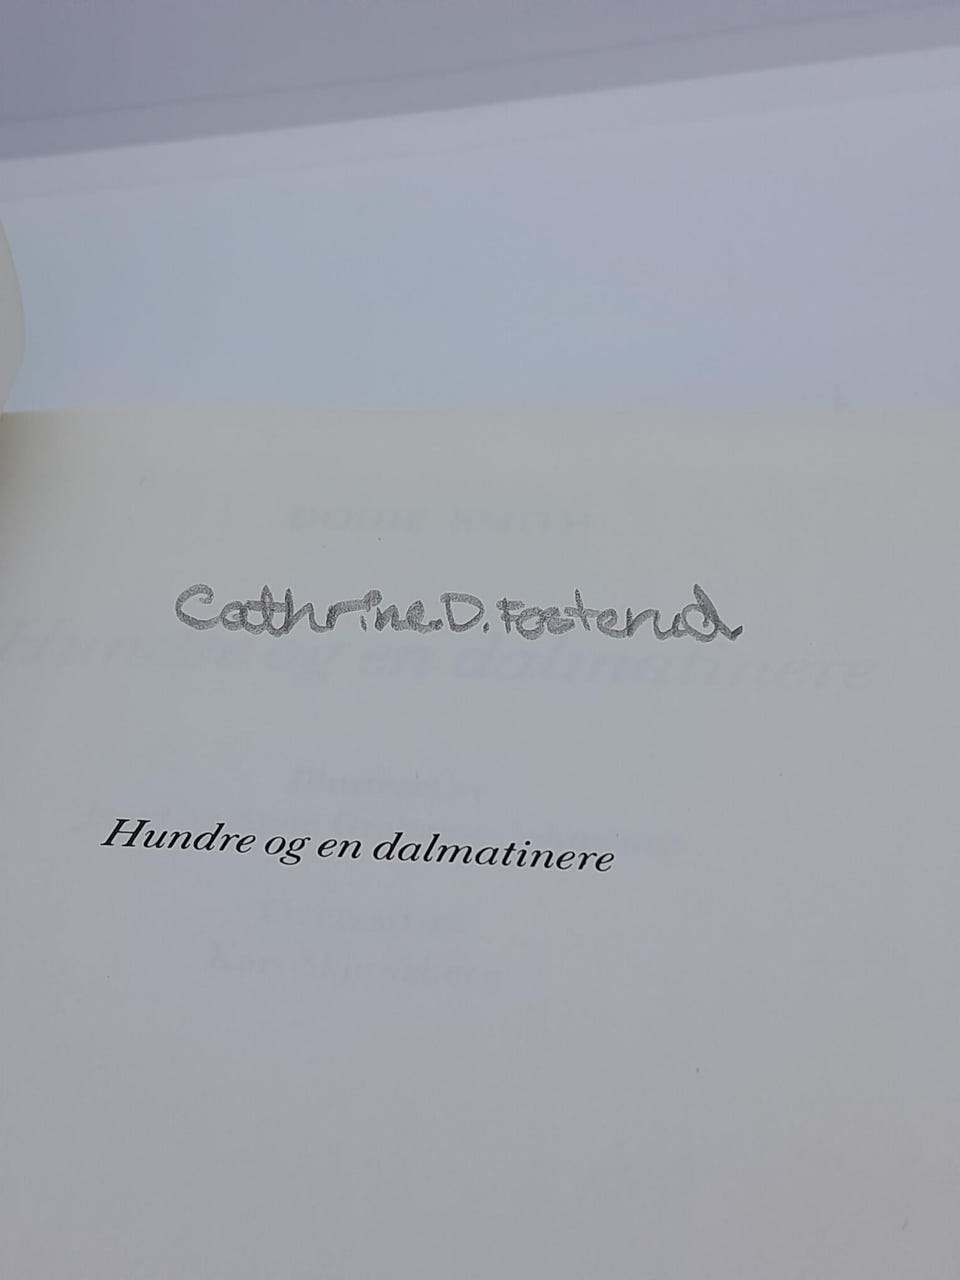 Cathrine.D.Fosterud
Hundre og en dalmatinere